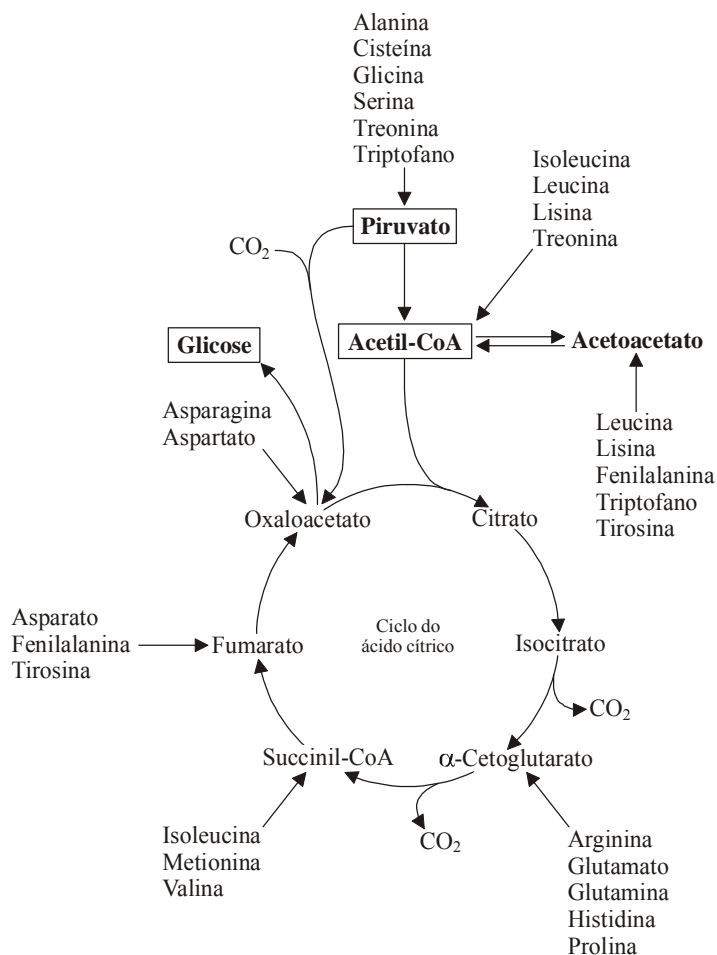 Alanina
Cisteína
Glicina
Serina
Treonina
Triptofano
Isoleucina
Leucina
Lisina
Treonina
Piruvato
CO2
Glicose
Acetil-CoA
Acetoacetato
Asparagina
Aspartato
Leucina
Lisina
Fenilalanina
Triptofano
Tirosina
Oxaloacetato
Citrato
Asparato
Fenilalanina
Tirosina
Fumarato
Ciclo do
ácido cítrico
Isocitrato
CO2
Succinil-CoA
α-Cetoglutarato
CO2
Isoleucina
Metionina
Valina
Arginina
Glutamato
Glutamina
Histidina
Prolina